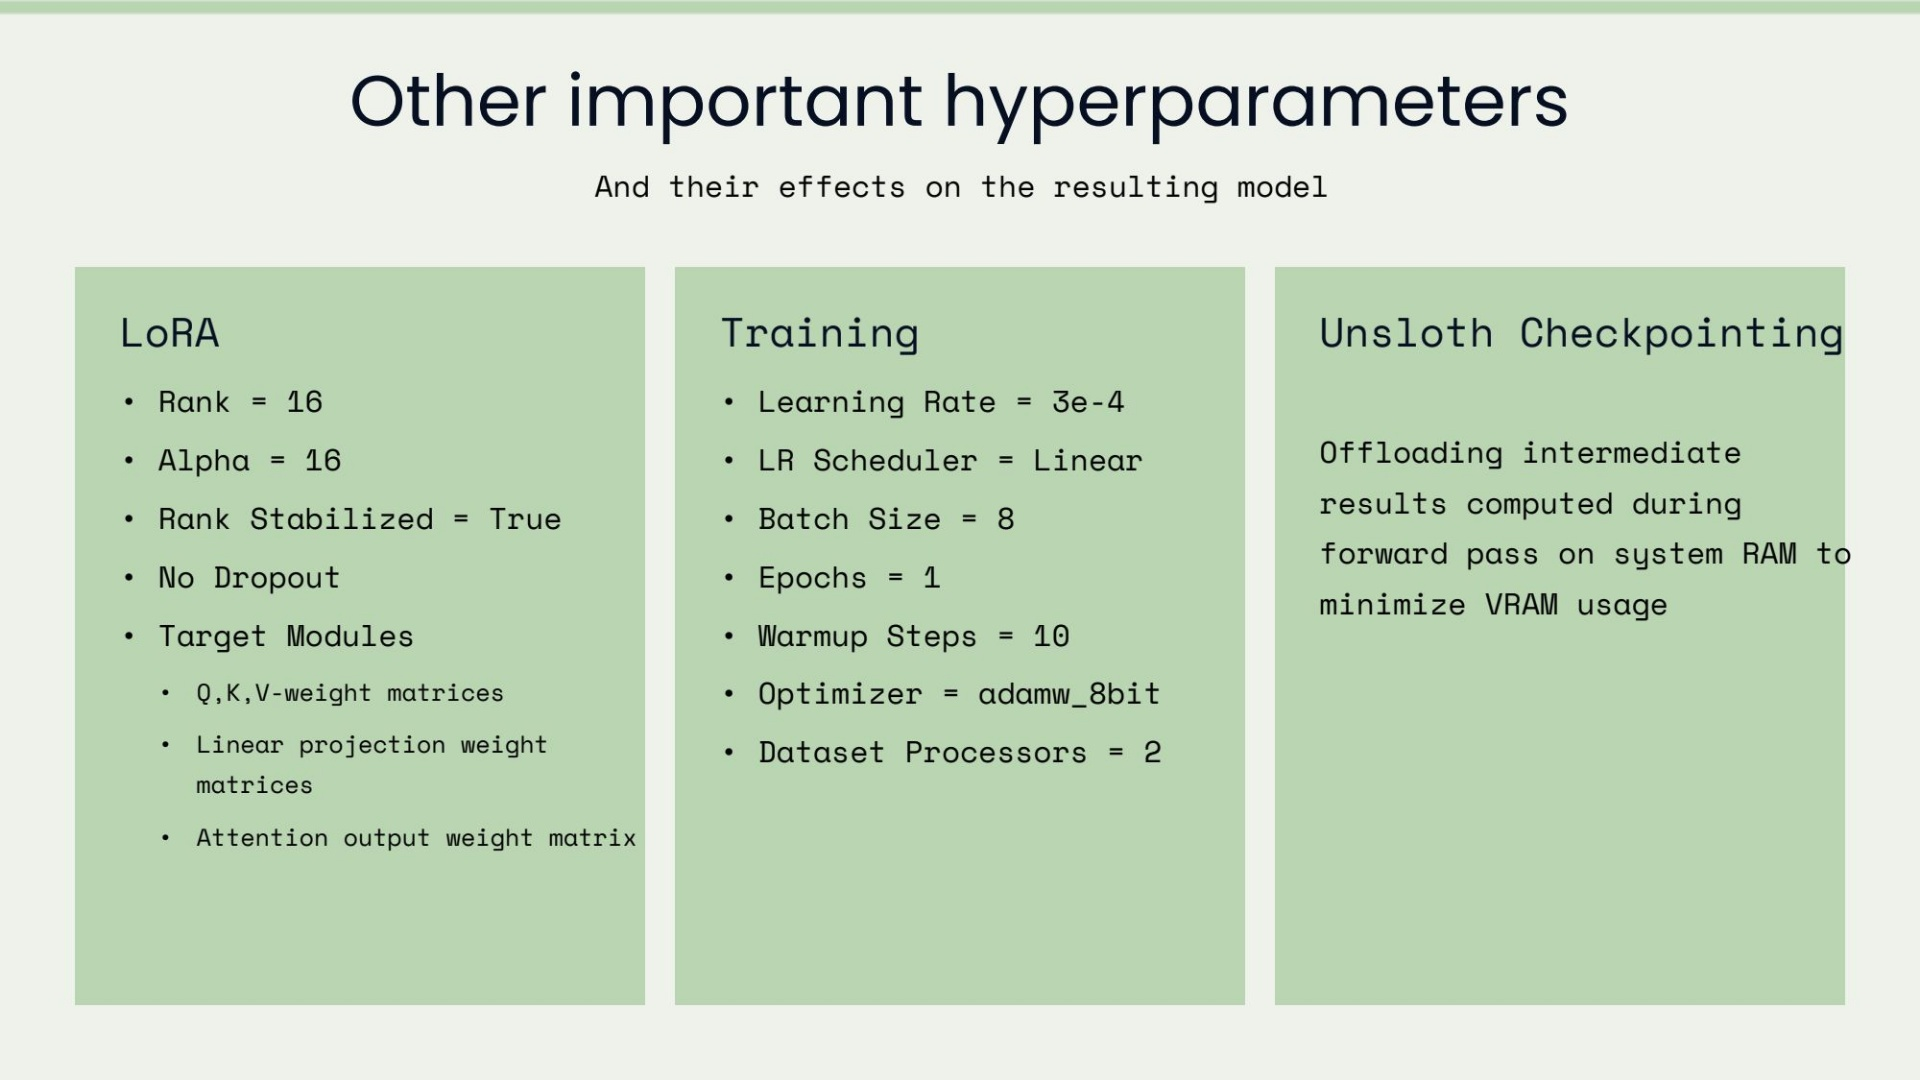 Other important hyperparameters
And their effects on the resulting model
LoRA
• Rank = 16
• Alpha = 16
• Rank Stabilized = True
• No Dropout
• Target Modules
• Q,K,V-weight matrices
• Linear projection weight
matrices
• Attention output weight matrix
Training
• Learning Rate = 3e-4
• LR Scheduler = Linear
• Batch Size = 8
• Epochs = 1
• Warmup Steps = 10
• Optimizer = adamw_8bit
• Dataset Processors = 2
Unsloth Checkpointing
Offloading intermediate
results computed during
forward pass on system RAM to
minimize VRAM usage